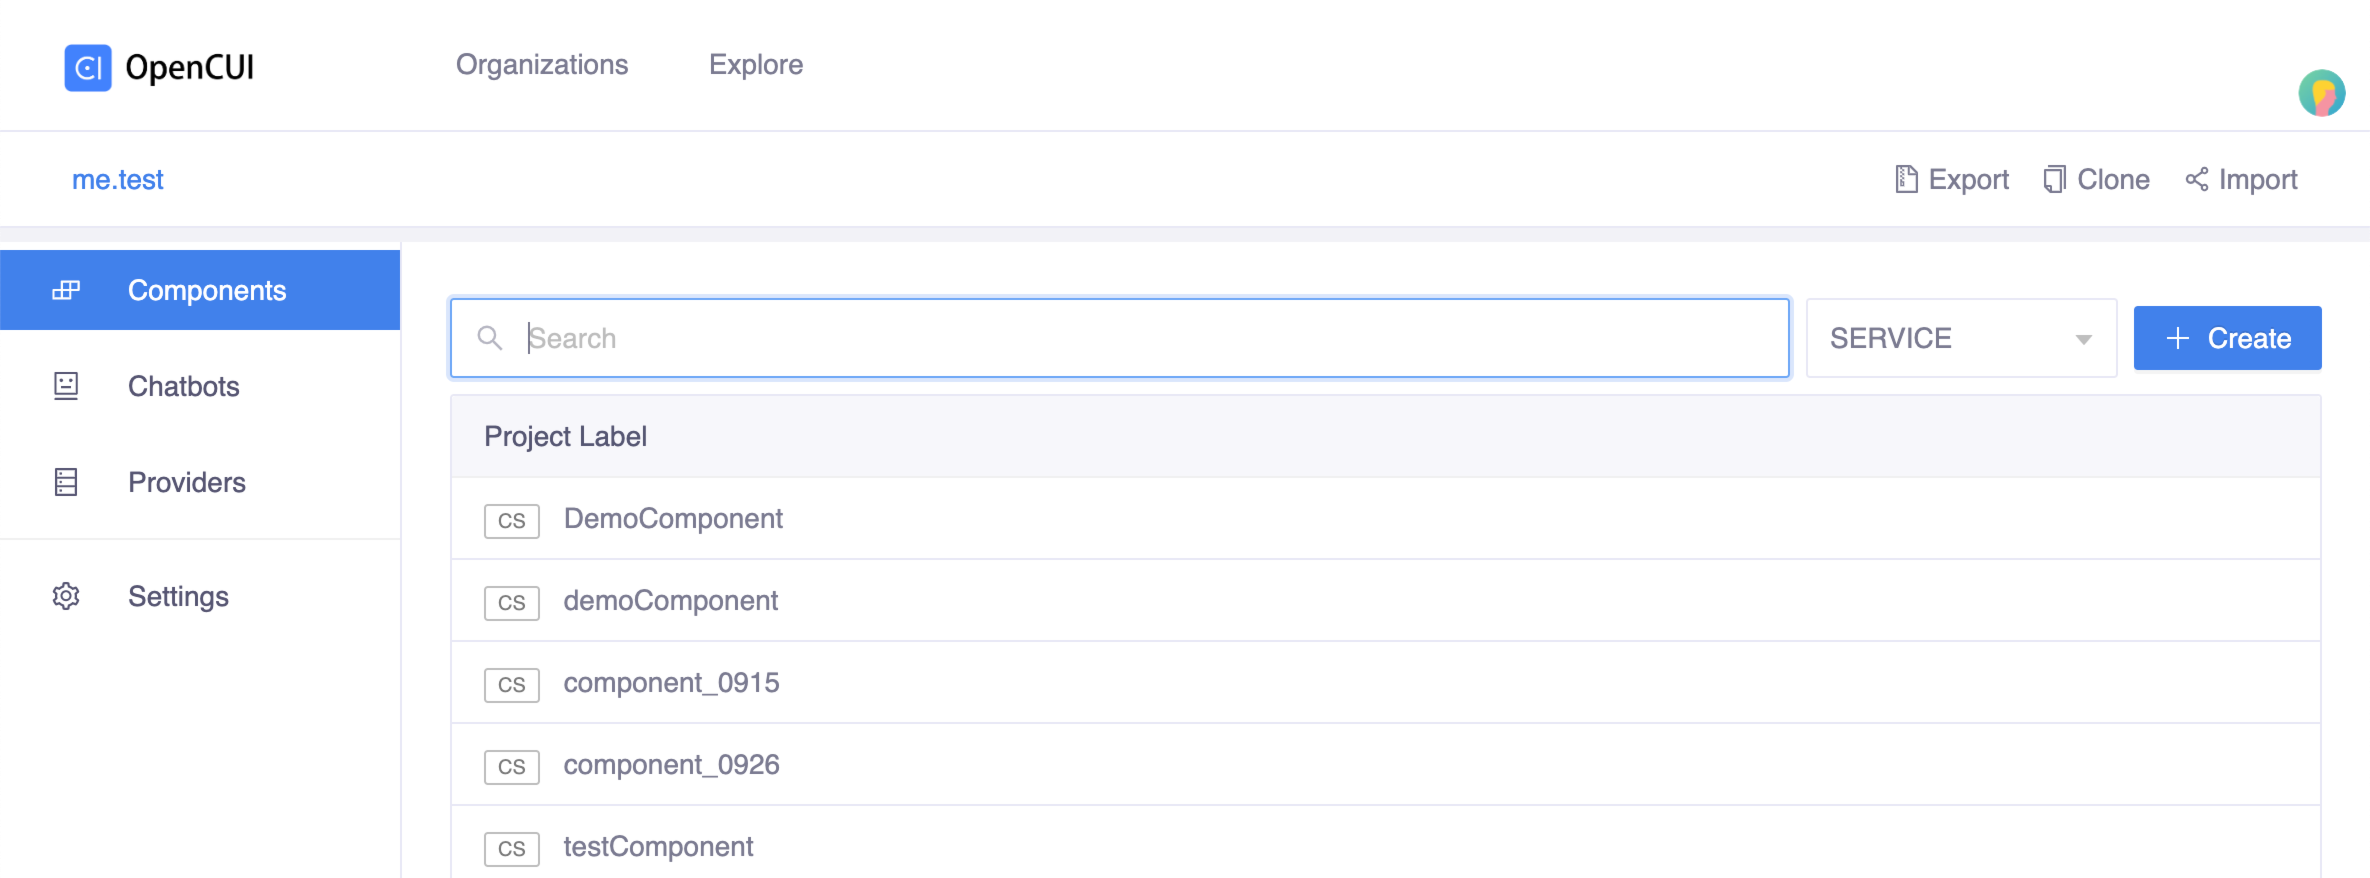 OpenCUI Organizations Explore
me.test Export Clone Import
Components
Chatbots
Providers
Settings
Search SERVICE + Create
Project Label
CS DemoComponent
CS demoComponent
CS component_0915
CS component_0926
CS testComponent